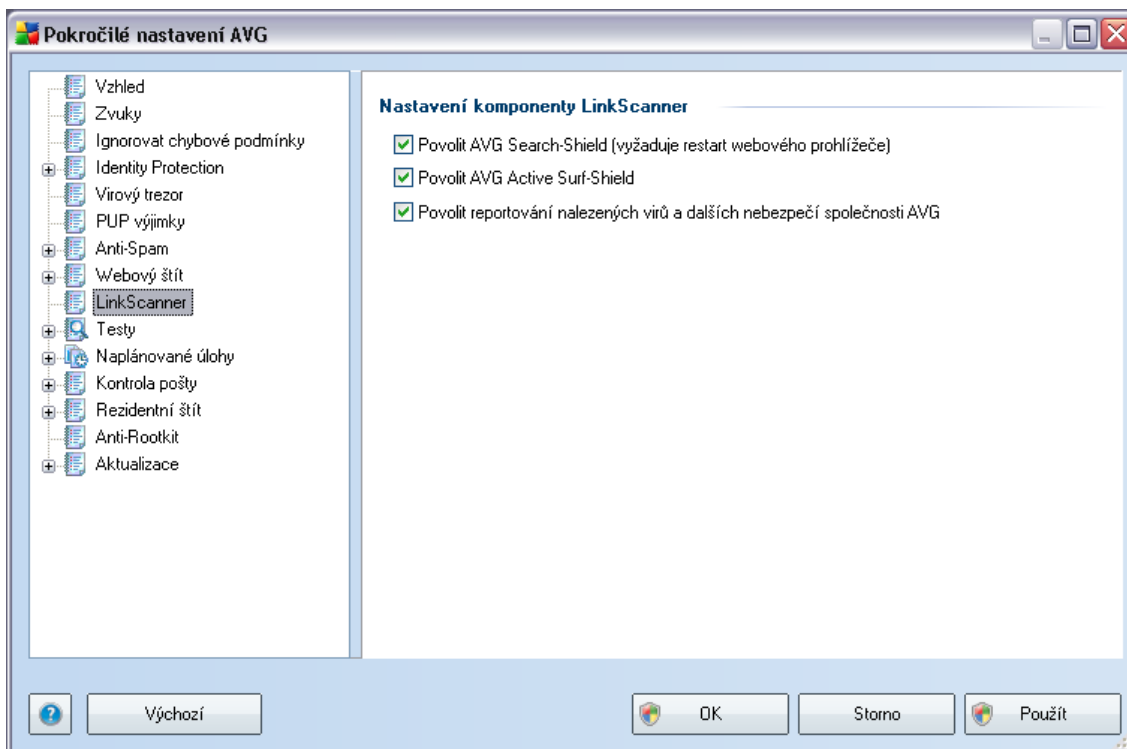 Pokročilé nastavení AVG
Vzhled
Zvuky
Ignorovat chybové podmínky
Identity Protection
Virový trezor
PUP výjimky
Anti-Spam
Webový štít
LinkScanner
Testy
Naplánované úlohy
Kontrola pošty
Rezidentní štít
Anti-Rootkit
Aktualizace
Nastavení komponenty LinkScanner
Povolit AVG Search-Shield (vyžaduje restart webového prohlížeče)
Povolit AVG Active Surf-Shield
Povolit reportování nalezených virů a dalších nebezpečí společnosti AVG
Výchozí
OK
Storno
Použít